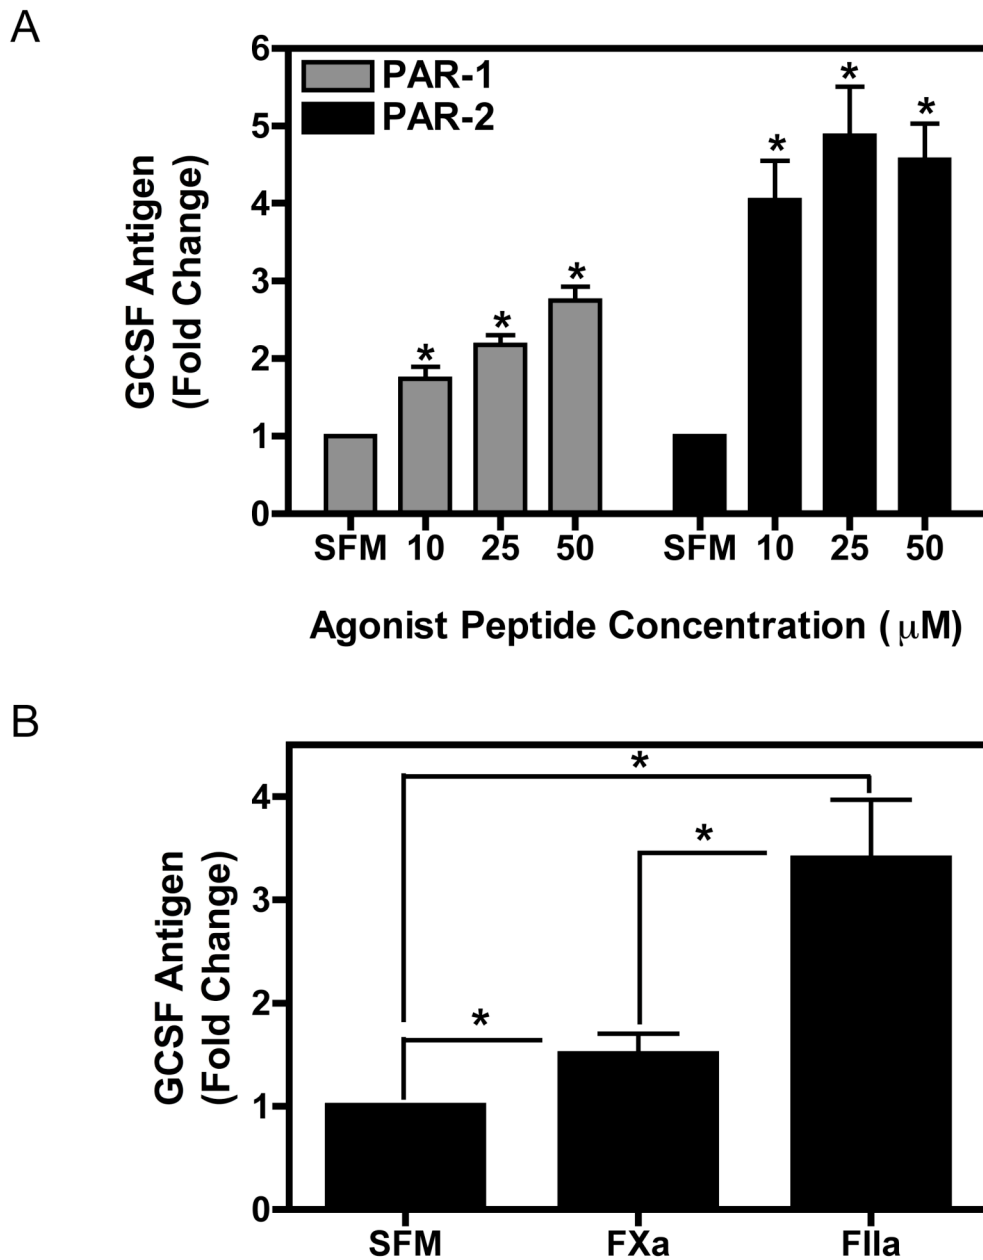 A
GCSF Antigen
(Fold Change)
6
5
4
3
2
1
0
PAR-1
PAR-2
*
*
*
*
*
*
SFM 10 25 50 SFM 10 25 50
Agonist Peptide Concentration (μM)
B
GCSF Antigen
(Fold Change)
4
3
2
1
0
*
*
*
SFM FXa FIIa